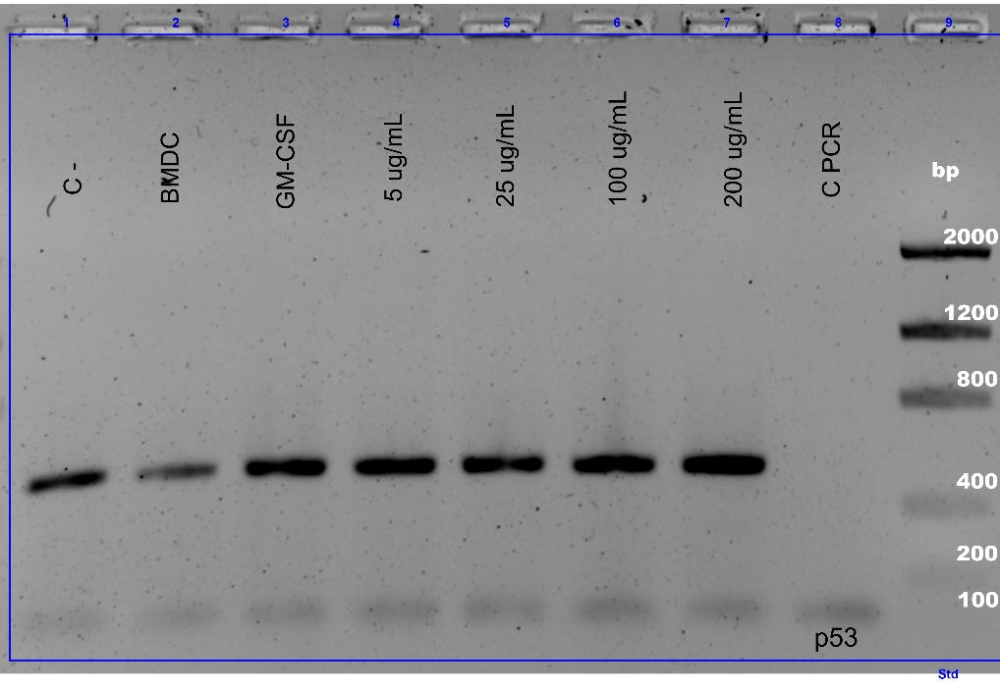 1 2 3 4 5 6 7 8 9
C -
BMDC
GM-CSF
5 ug/mL
25 ug/mL
100 ug/mL
200 ug/mL
C PCR
bp
2000
1200
800
400
200
100
p53
Std